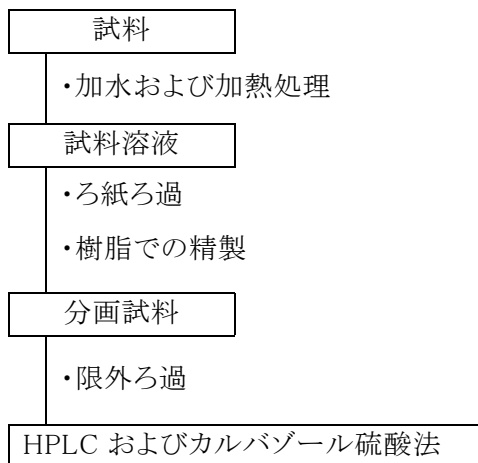 試料
・加水および加熱処理
試料溶液
・ろ紙ろ過
・樹脂での精製
分画試料
・限外ろ過
HPLC およびカルバゾール硫酸法